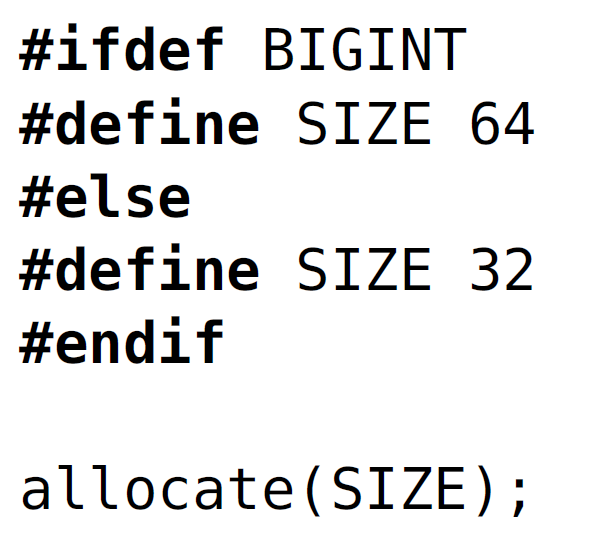 #ifdef BIGINT
#define SIZE 64
#else
#define SIZE 32
#endif
allocate(SIZE);